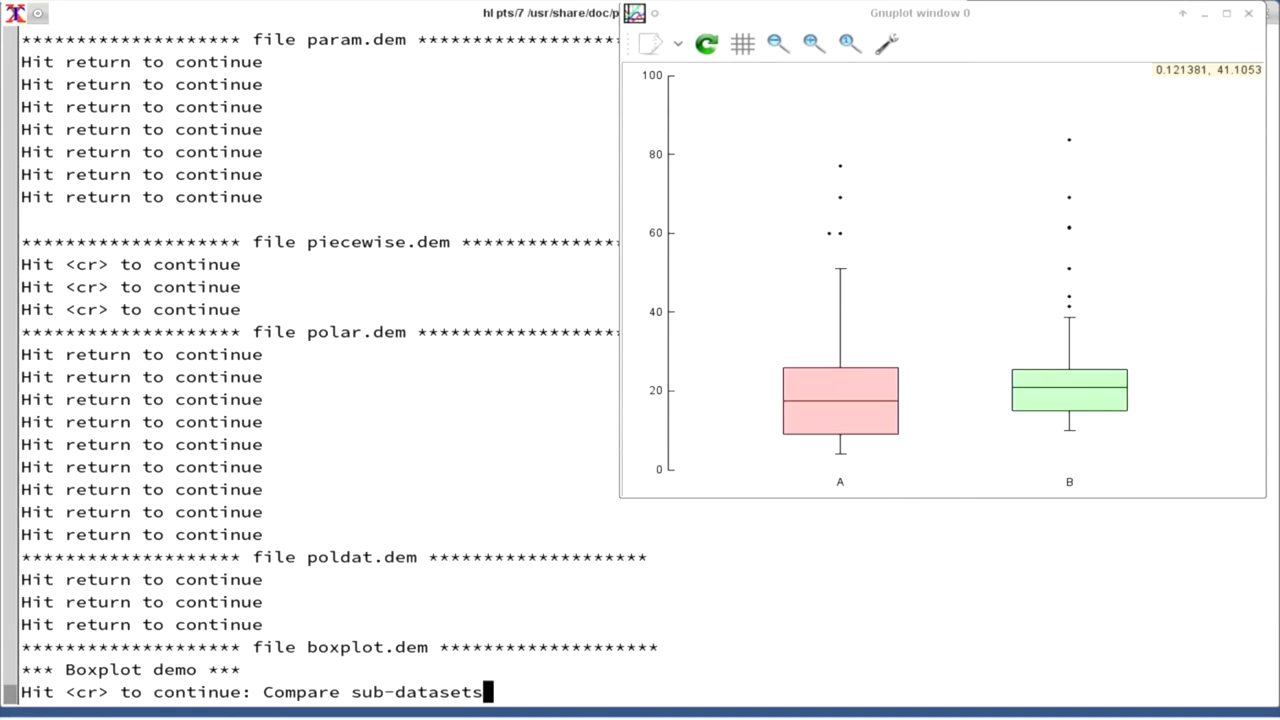 hl pts/7 /usr/share/doc/p
******************** file param.dem *******************
Hit return to continue
Hit return to continue
Hit return to continue
Hit return to continue
Hit return to continue
Hit return to continue
Hit return to continue
******************** file piecewise.dem ***************
Hit <cr> to continue
Hit <cr> to continue
Hit <cr> to continue
******************** file polar.dem *******************
Hit return to continue
Hit return to continue
Hit return to continue
Hit return to continue
Hit return to continue
Hit return to continue
Hit return to continue
Hit return to continue
Hit return to continue
******************** file poldat.dem ********************
Hit return to continue
Hit return to continue
Hit return to continue
******************** file boxplot.dem ********************
*** Boxplot demo ***
Hit <cr> to continue: Compare sub-datasets
Gnuplot window 0
0.121381, 41.1053
100
80
60
40
20
0
A B